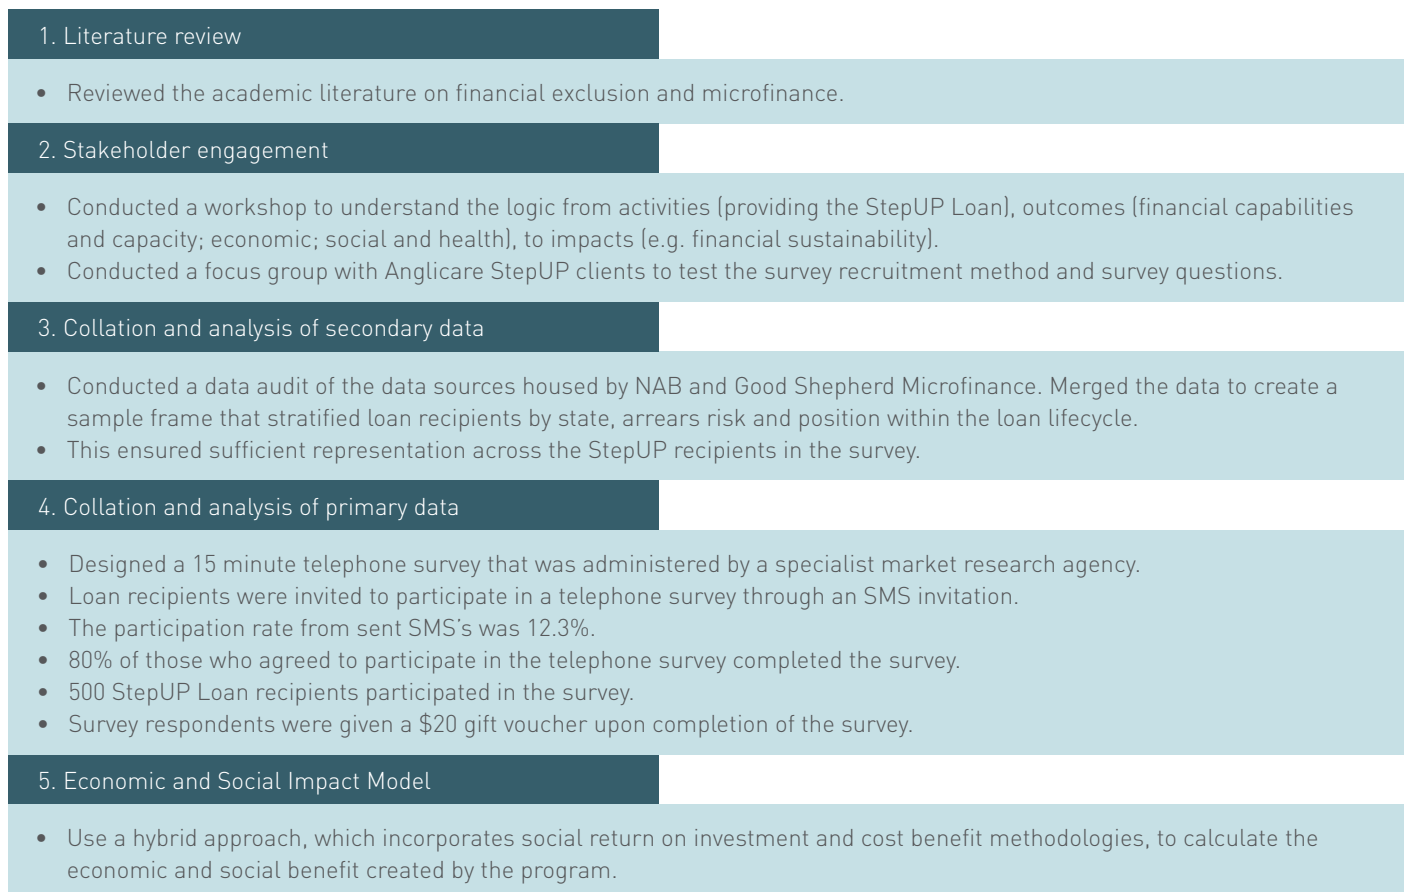 1. Literature review
• Reviewed the academic literature on financial exclusion and microfinance.
2. Stakeholder engagement
• Conducted a workshop to understand the logic from activities (providing the StepUP Loan), outcomes (financial capabilities
and capacity; economic; social and health), to impacts (e.g. financial sustainability).
• Conducted a focus group with Anglicare StepUP clients to test the survey recruitment method and survey questions.
3. Collation and analysis of secondary data
• Conducted a data audit of the data sources housed by NAB and Good Shepherd Microfinance. Merged the data to create a
sample frame that stratified loan recipients by state, arrears risk and position within the loan lifecycle.
• This ensured sufficient representation across the StepUP recipients in the survey.
4. Collation and analysis of primary data
• Designed a 15 minute telephone survey that was administered by a specialist market research agency.
• Loan recipients were invited to participate in a telephone survey through an SMS invitation.
• The participation rate from sent SMS's was 12.3%.
• 80% of those who agreed to participate in the telephone survey completed the survey.
• 500 StepUP Loan recipients participated in the survey.
• Survey respondents were given a $20 gift voucher upon completion of the survey.
5. Economic and Social Impact Model
• Use a hybrid approach, which incorporates social return on investment and cost benefit methodologies, to calculate the
economic and social benefit created by the program.